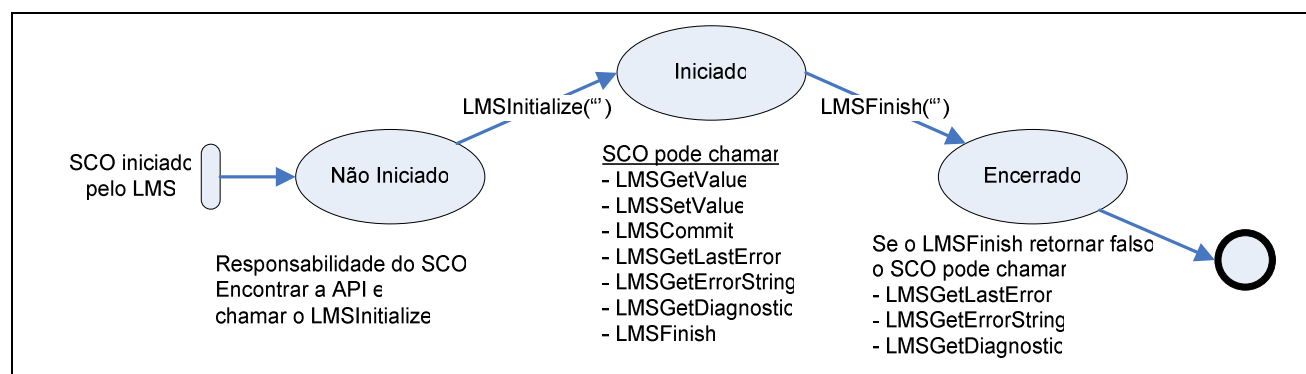 SCO iniciado
pelo LMS
Não Iniciado
Responsabilidade do SCO
Encontrar a API e
chamar o LMSInitialize
LMSInitialize(“’)
Iniciado
SCO pode chamar
- LMSGetValue
- LMSSetValue
- LMSCommit
- LMSGetLastError
- LMSGetErrorString
- LMSGetDiagnostic
- LMSFinish
LMSFinish(“’)
Encerrado
Se o LMSFinish retornar falso
o SCO pode chamar
- LMSGetLastError
- LMSGetErrorString
- LMSGetDiagnostic